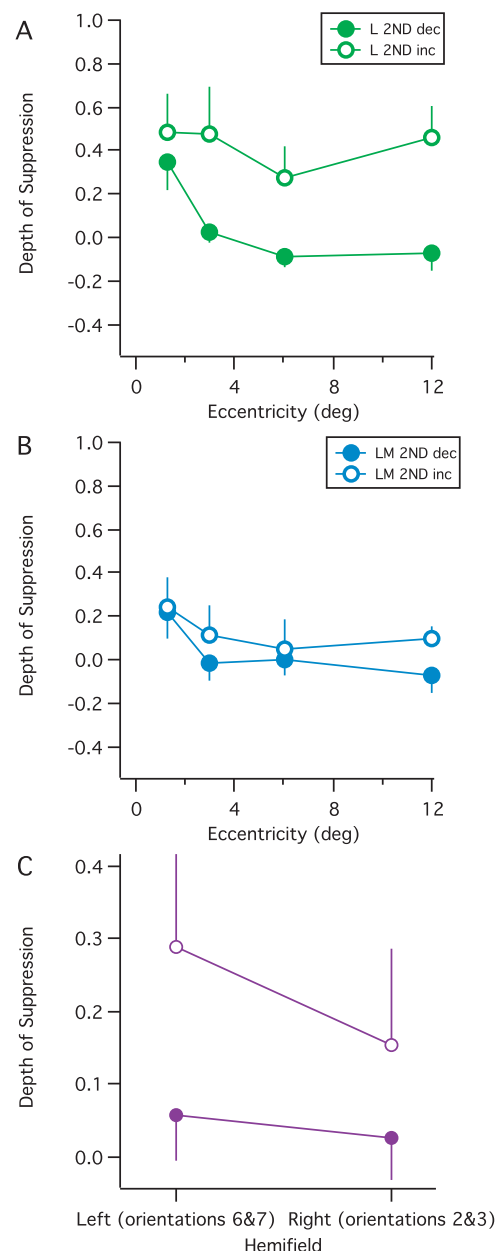 A
L 2ND dec
L 2ND inc
1.0
0.8
0.6
0.4
0.2
0.0
-0.2
-0.4
Depth of Suppression
0 4 8 12
Eccentricity (deg)
B
LM 2ND dec
LM 2ND inc
1.0
0.8
0.6
0.4
0.2
0.0
-0.2
-0.4
Depth of Suppression
0 4 8 12
Eccentricity (deg)
C
0.4
0.3
0.2
0.1
0.0
Depth of Suppression
Left (orientations 6&7) Right (orientations 2&3)
Hemifield